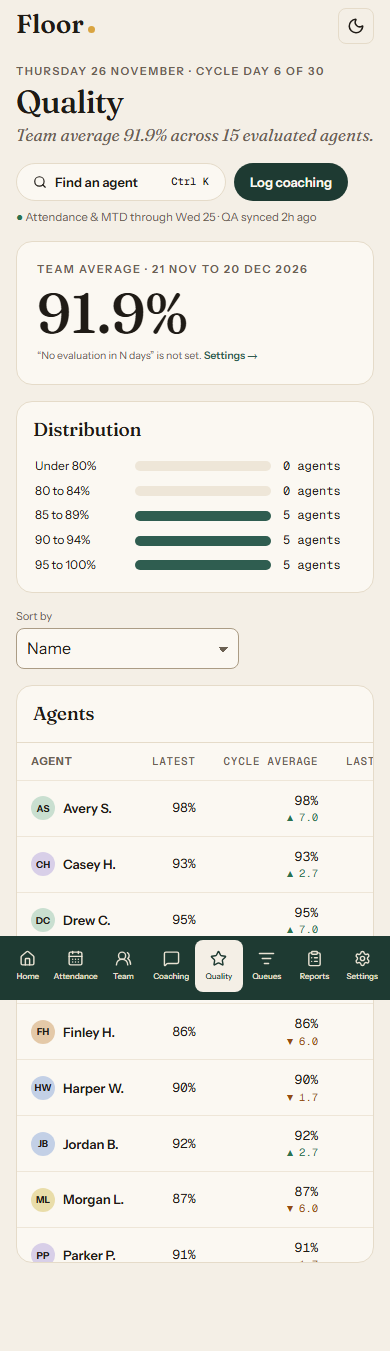 Floor.
THURSDAY 26 NOVEMBER · CYCLE DAY 6 OF 30
Quality
Team average 91.9% across 15 evaluated agents.
Find an agent Ctrl K Log coaching
● Attendance & MTD through Wed 25 · QA synced 2h ago
TEAM AVERAGE · 21 NOV TO 20 DEC 2026
91.9%
“No evaluation in N days” is not set. Settings →
Distribution
Under 80% 0 agents
80 to 84% 0 agents
85 to 89% 5 agents
90 to 94% 5 agents
95 to 100% 5 agents
Sort by
Name
Agents
AGENT LATEST CYCLE AVERAGE LAST
AS Avery S. 98% 98%
▲ 7.0
CH Casey H. 93% 93%
▲ 2.7
DC Drew C. 95% 95%
▲ 7.0
Home Attendance Team Coaching Quality Queues Reports Settings
FH Finley H. 86% 86%
▼ 6.0
HW Harper W. 90% 90%
▼ 1.7
JB Jordan B. 92% 92%
▲ 2.7
ML Morgan L. 87% 87%
▼ 6.0
PP Parker P. 91% 91%